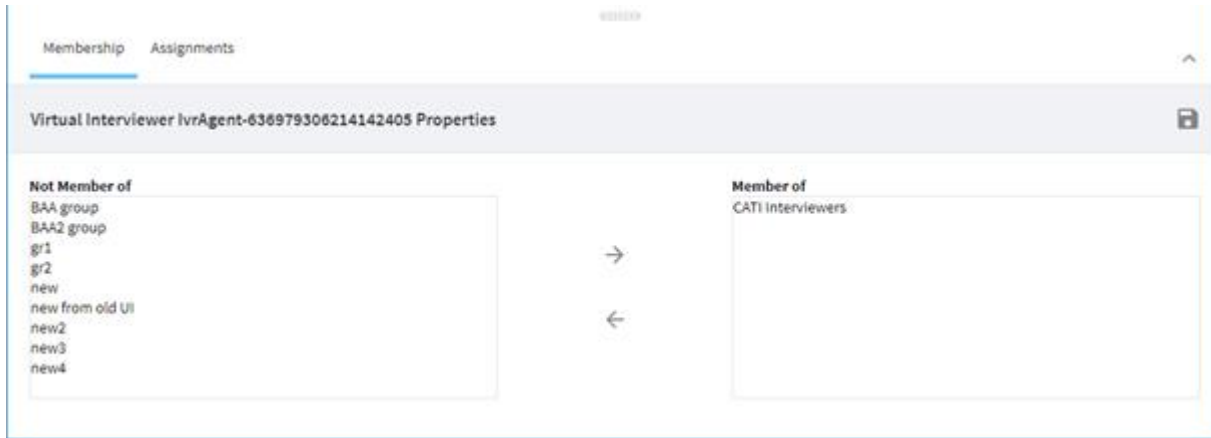 Membership Assignments
Virtual Interviewer IvrAgent-636979306214142405 Properties
Not Member of
BAA group
BAA2 group
gr1
gr2
new
new from old UI
new2
new3
new4
Member of
CATI Interviewers